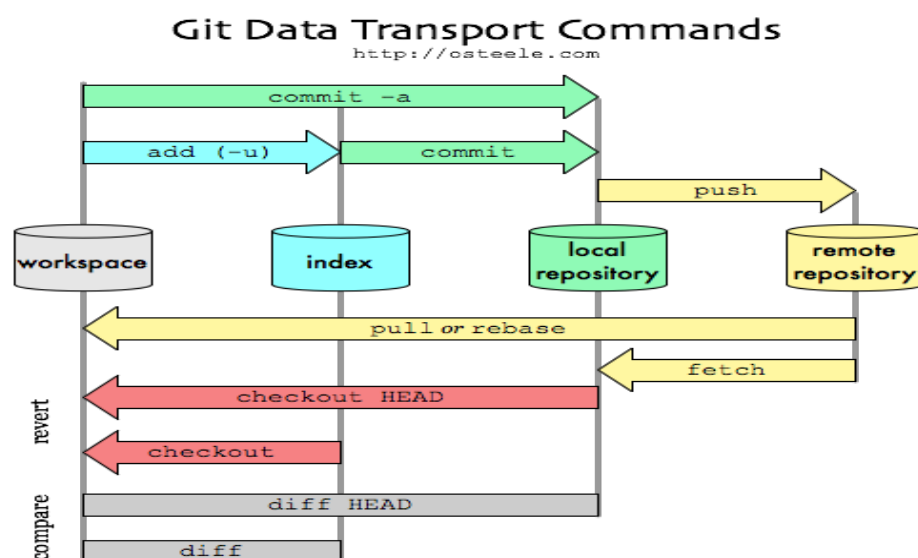 Git Data Transport Commands
http://osteele.com
commit -a
add (-u)
commit
push
workspace
index
local
repository
remote
repository
pull or rebase
fetch
revert
checkout HEAD
checkout
compare
diff HEAD
diff